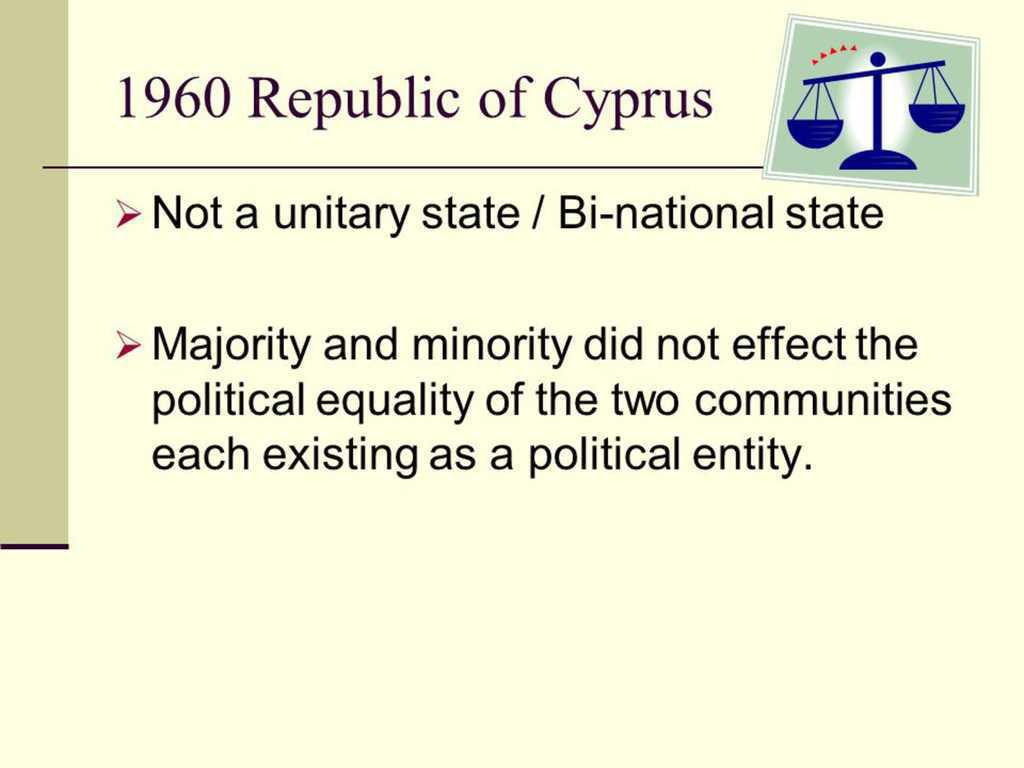 1960 Republic of Cyprus
Not a unitary state / Bi-national state
Majority and minority did not effect the
political equality of the two communities
each existing as a political entity.